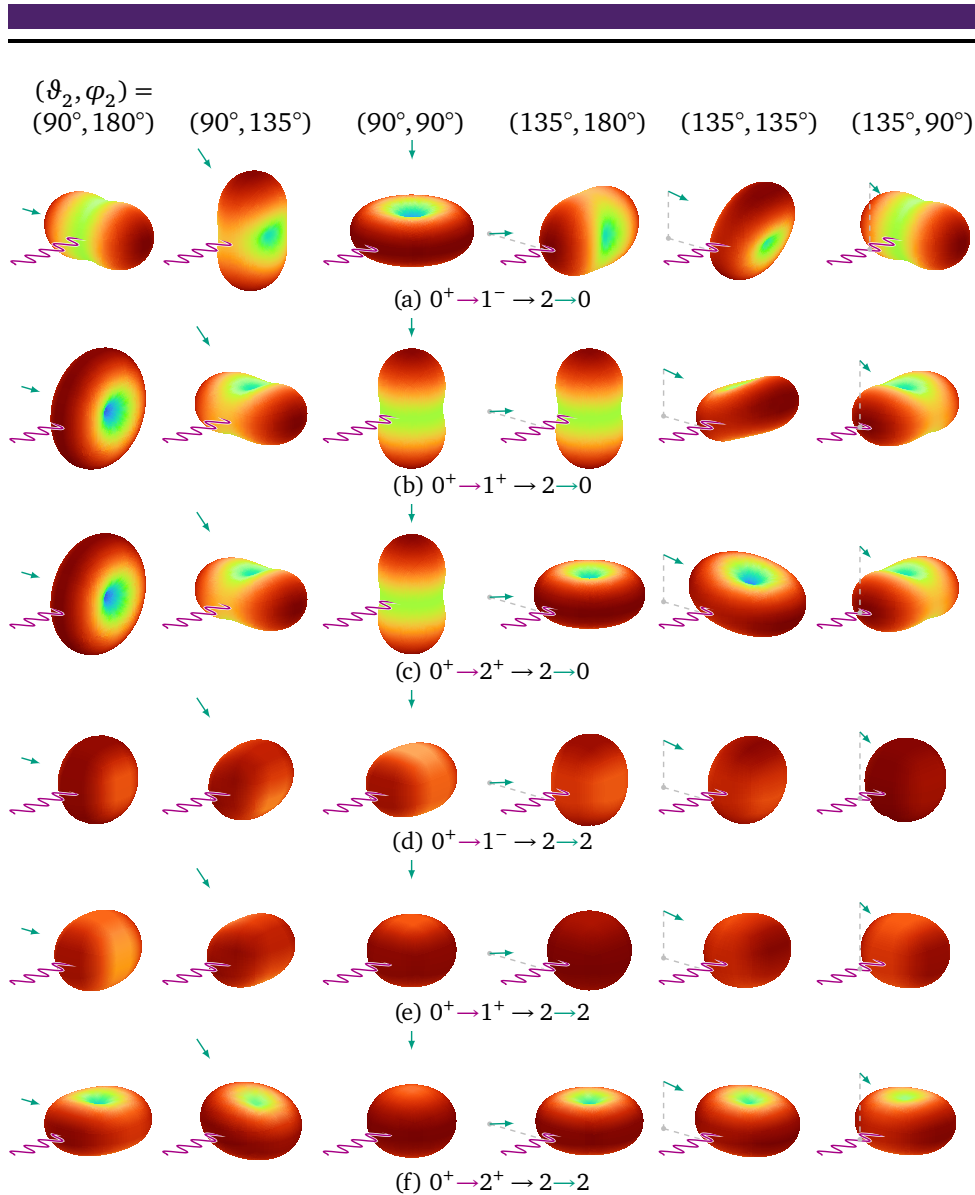 (ϑ₂, φ₂) =
(90°, 180°) (90°, 135°) (90°, 90°) (135°, 180°) (135°, 135°) (135°, 90°)
(a) 0⁺→1⁻ → 2→0
(b) 0⁺→1⁺ → 2→0
(c) 0⁺→2⁺ → 2→0
(d) 0⁺→1⁻ → 2→2
(e) 0⁺→1⁺ → 2→2
(f) 0⁺→2⁺ → 2→2